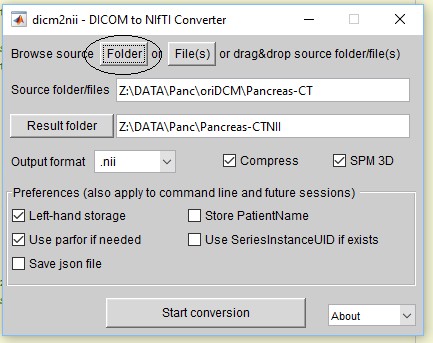 dicm2nii - DICOM to NIfTI Converter
Browse source Folder or File(s) or drag&drop source folder/file(s)
Source folder/files Z:\DATA\Panc\oriDCM\Pancreas-CT
Result folder Z:\DATA\Panc\Pancreas-CTNII
Output format .nii Compress SPM 3D
Preferences (also apply to command line and future sessions)
Left-hand storage Store PatientName
Use parfor if needed Use SeriesInstanceUID if exists
Save json file
Start conversion About